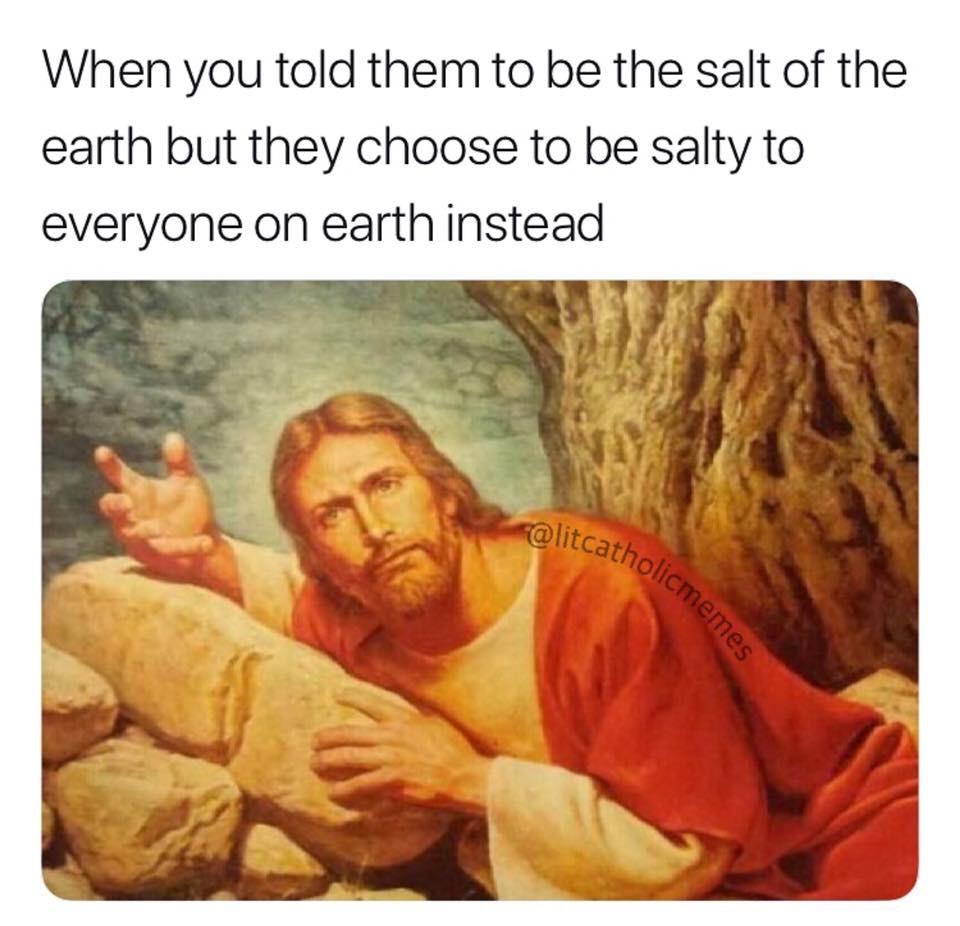 When you told them to be the salt of the
earth but they choose to be salty to
everyone on earth instead
@litcatholicmemes